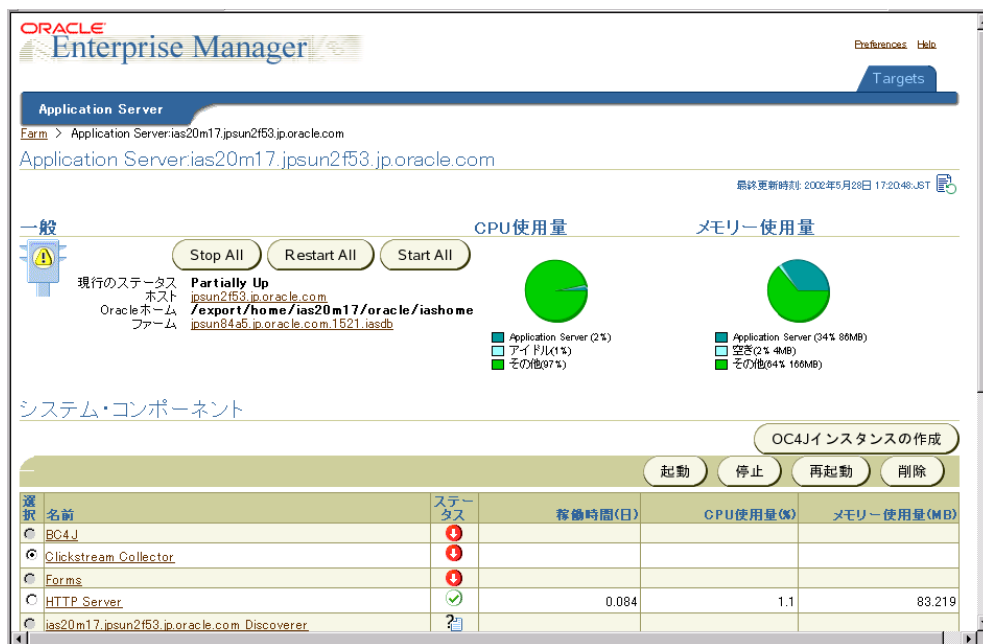 ORACLE
Enterprise Manager
Preferences Help
Targets
Application Server
Farm > Application Server:ias20m17.jpsun2f53.jp.oracle.com
Application Server:ias20m17.jpsun2f53.jp.oracle.com
最終更新時刻: 2002年5月28日 17:20:48:JST
一般
CPU使用量
メモリー使用量
Stop All
Restart All
Start All
現行のステータス Partially Up
ホスト jpsun2f53.jp.oracle.com
Oracleホーム /export/home/ias20m17/oracle/iashome
ファーム jpsun84a5.jp.oracle.com.1521.iasdb
Application Server (2%)
アイドル(1%)
その他(97%)
Application Server (34% 86MB)
空き(2% 4MB)
その他(64% 166MB)
システム・コンポーネント
OC4Jインスタンスの作成
起動
停止
再起動
削除
選択 名前 ステータス 稼働時間(日) CPU使用量(%) メモリー使用量(MB)
BC4J
Clickstream Collector
Forms
HTTP Server 0.084 1.1 83.219
ias20m17.jpsun2f53.jp.oracle.com Discoverer